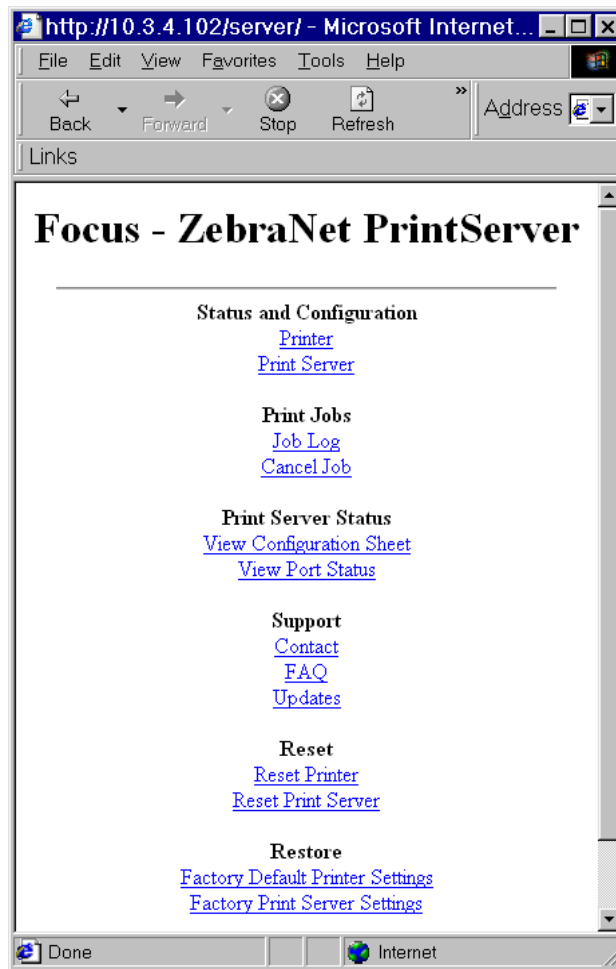 http://10.3.4.102/server/ - Microsoft Internet...
File Edit View Favorites Tools Help
Back Forward Stop Refresh » Address
Links
Focus - ZebraNet PrintServer
Status and Configuration
Printer
Print Server
Print Jobs
Job Log
Cancel Job
Print Server Status
View Configuration Sheet
View Port Status
Support
Contact
FAQ
Updates
Reset
Reset Printer
Reset Print Server
Restore
Factory Default Printer Settings
Factory Print Server Settings
Done Internet